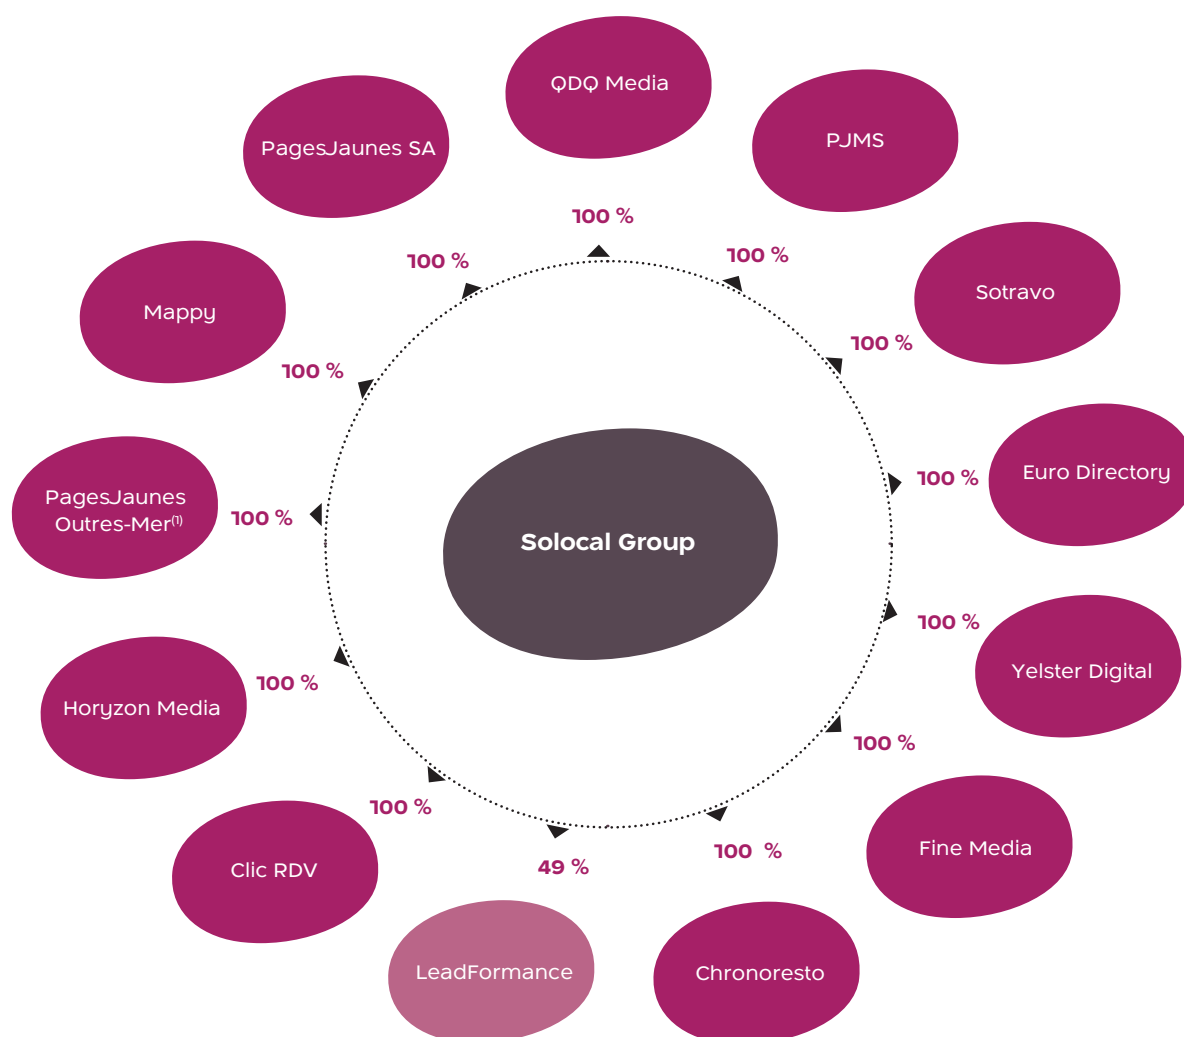 QDQ Media
PagesJaunes SA
PJMS
100 %
100 %
100 %
Sotravo
Mappy
100 %
100 %
Euro Directory
100 %
PagesJaunes
Outres-Mer(1)
100 %
Solocal Group
100 %
Yelster Digital
Horyzon Media
100 %
100 %
100 %
Fine Media
100 %
49 %
Clic RDV
LeadFormance
Chronoresto